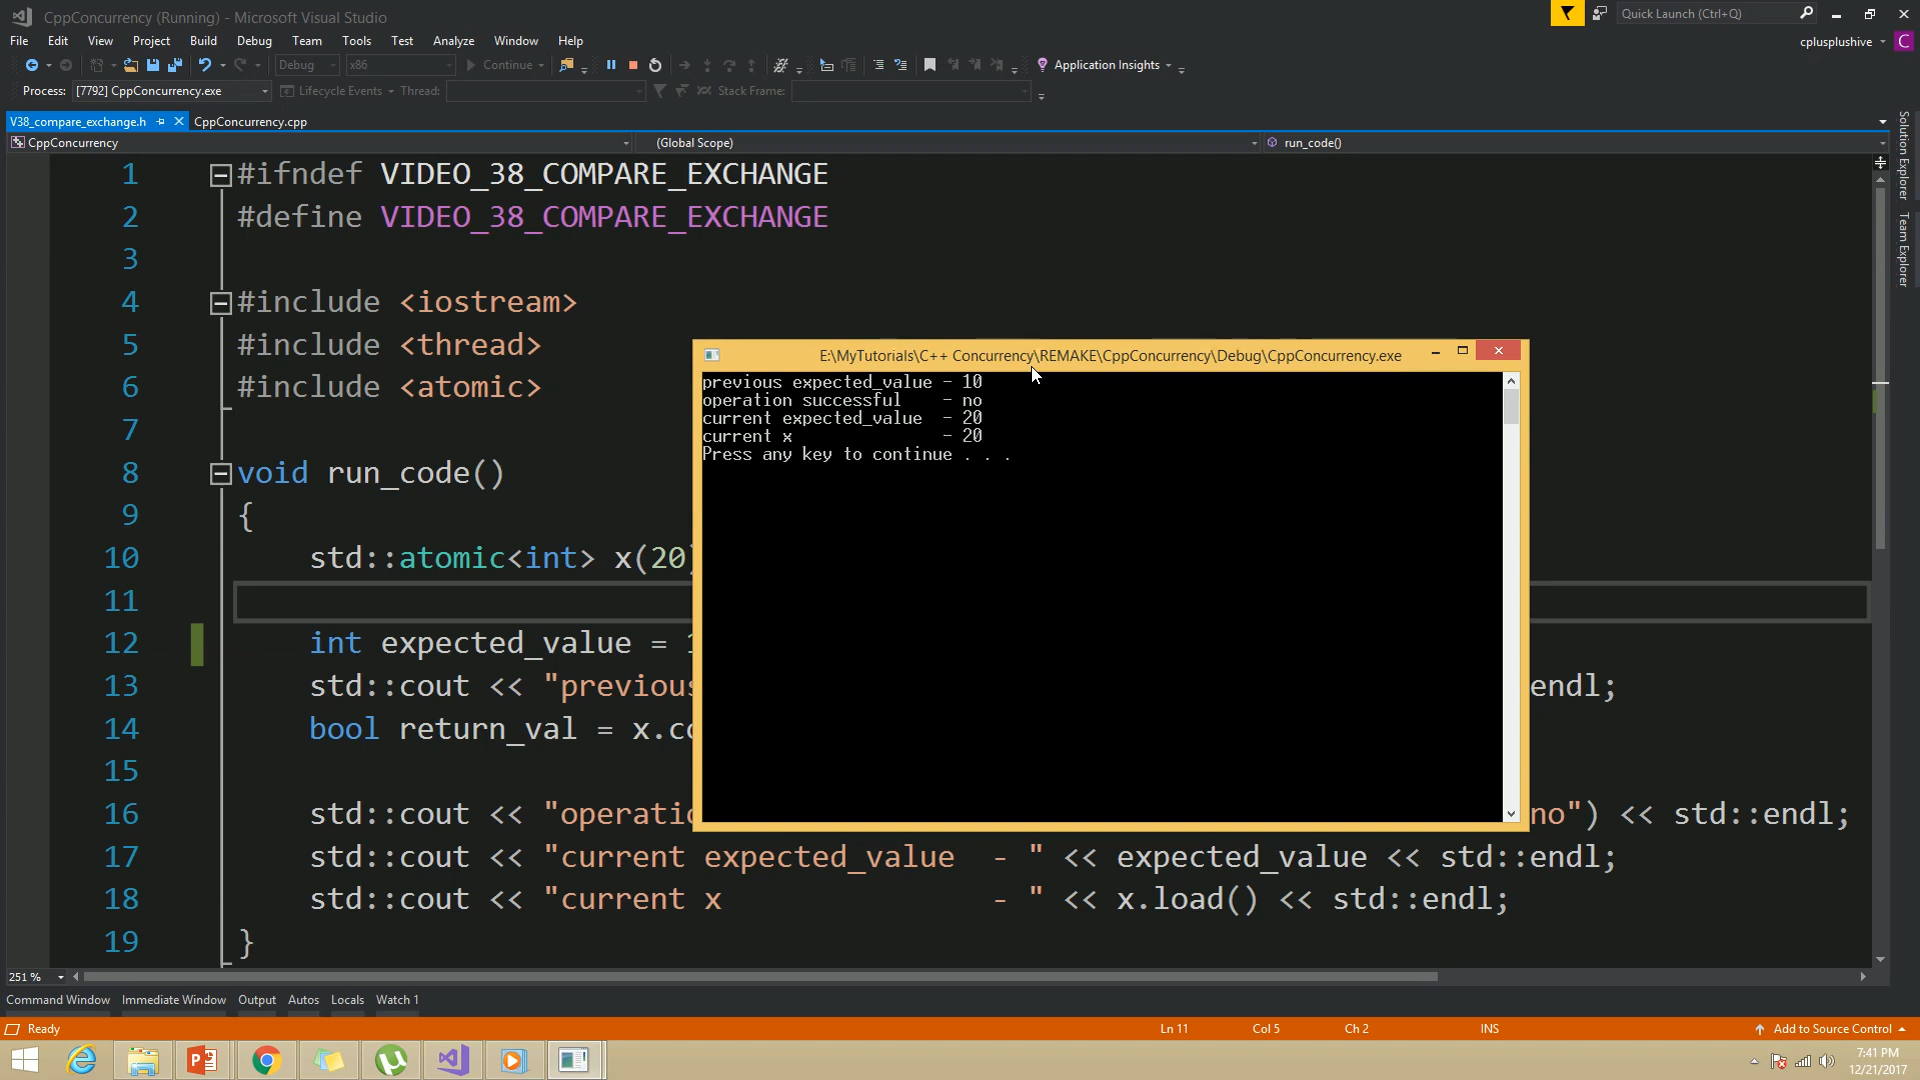 CppConcurrency (Running) - Microsoft Visual Studio
Quick Launch (Ctrl+Q)
File Edit View Project Build Debug Team Tools Test Analyze Window Help
cplusplushive C
Debug x86 Continue Application Insights
Process: [7792] CppConcurrency.exe Lifecycle Events Thread: Stack Frame:
V38_compare_exchange.h CppConcurrency.cpp
CppConcurrency (Global Scope) run_code()
Solution Explorer
Team Explorer
1 #ifndef VIDEO_38_COMPARE_EXCHANGE
2 #define VIDEO_38_COMPARE_EXCHANGE
3
4 #include <iostream>
5 #include <thread>
6 #include <atomic>
7
8 void run_code()
9 {
10 std::atomic<int> x(20)
11
12 int expected_value =
13 std::cout << "previous endl;
14 bool return_val = x.co
15
16 std::cout << "operatio no") << std::endl;
17 std::cout << "current expected_value - " << expected_value << std::endl;
18 std::cout << "current x - " << x.load() << std::endl;
19 }
E:\MyTutorials\C++ Concurrency\REMAKE\CppConcurrency\Debug\CppConcurrency.exe
previous expected_value - 10
operation successful - no
current expected_value - 20
current x - 20
Press any key to continue . . .
251 %
Command Window Immediate Window Output Autos Locals Watch 1
Ready Ln 11 Col 5 Ch 2 INS Add to Source Control
7:41 PM
12/21/2017